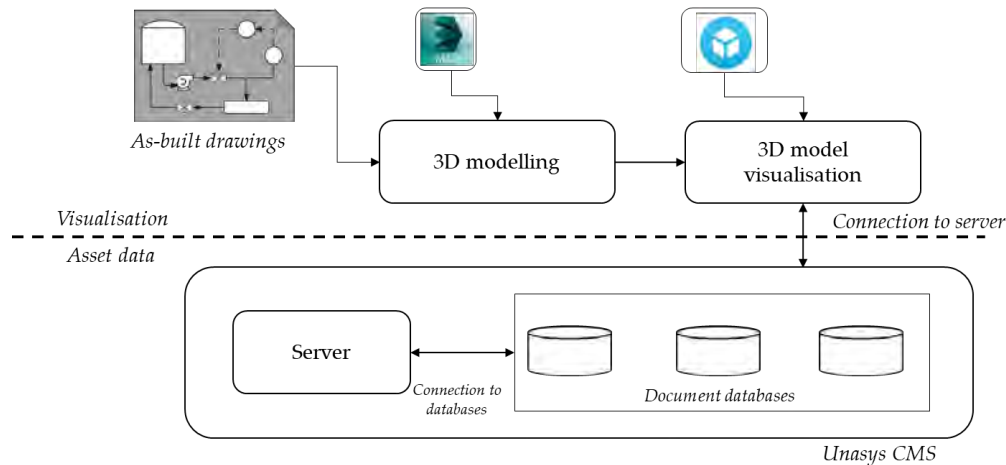 As-built drawings
3D modelling
3D model
visualisation
Visualisation
Connection to server
Asset data
Server
Connection to
databases
Document databases
Unasys CMS